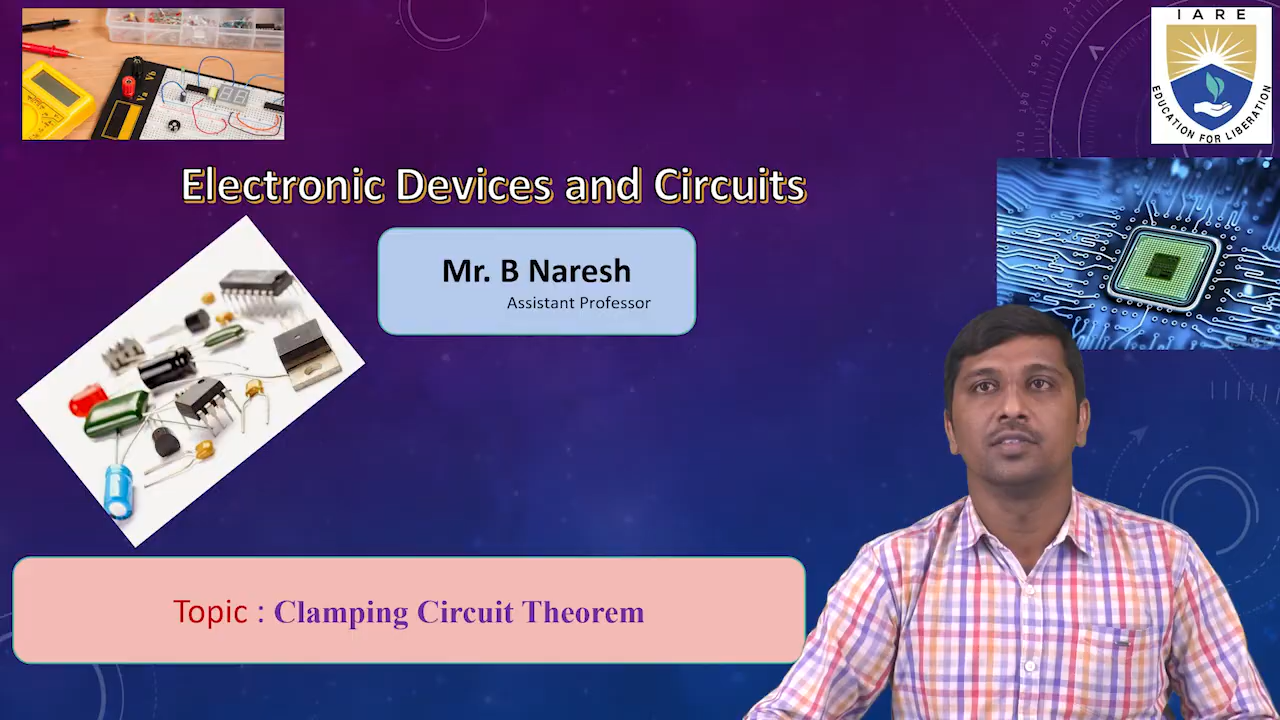 IARE
EDUCATION FOR LIBERATION
Electronic Devices and Circuits
Mr. B Naresh
Assistant Professor
Topic : Clamping Circuit Theorem